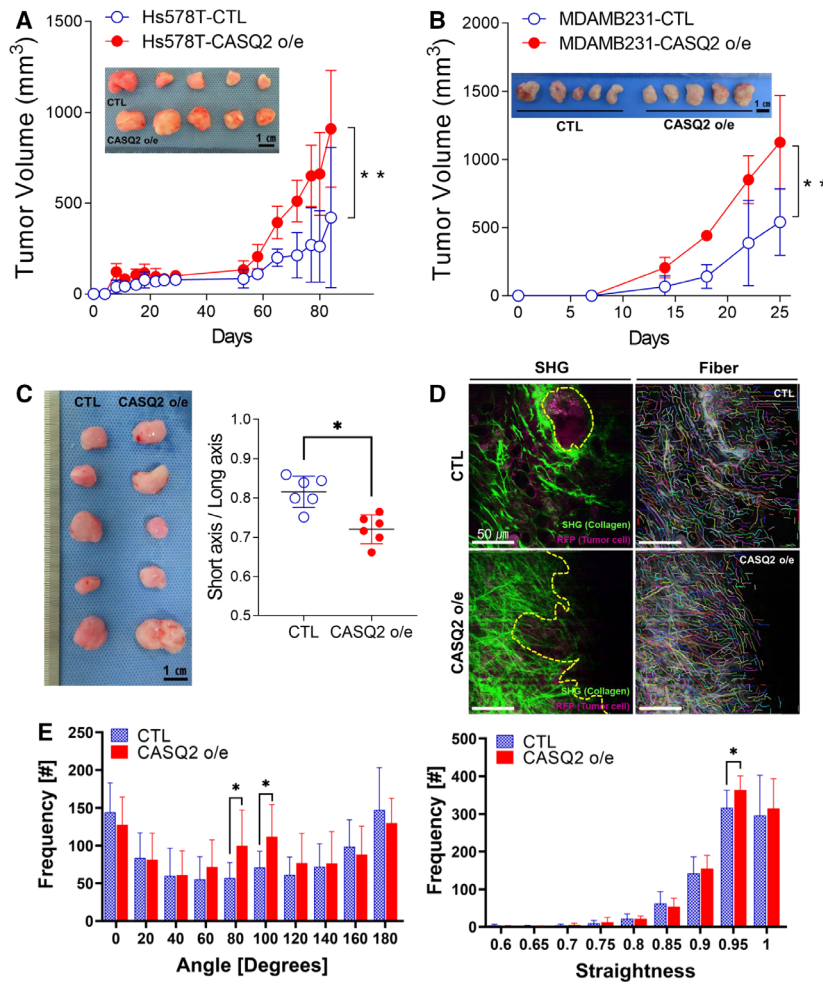 A
Hs578T-CTL
Hs578T-CASQ2 o/e
Tumor Volume (mm³)
1500
1000
500
0
CTL
CASQ2 o/e
1 cm
* *
0 20 40 60 80
Days
B
MDAMB231-CTL
MDAMB231-CASQ2 o/e
Tumor Volume (mm³)
2000
1500
1000
500
0
CTL
CASQ2 o/e
1 cm
* *
0 5 10 15 20 25
Days
C
CTL CASQ2 o/e
1 cm
Short axis / Long axis
1.0
0.9
0.8
0.7
0.6
0.5
*
CTL CASQ2 o/e
D
SHG Fiber
CTL
50 μm
SHG (Collagen)
RFP (Tumor cell)
CTL
CASQ2 o/e
SHG (Collagen)
RFP (Tumor cell)
CASQ2 o/e
E
CTL
CASQ2 o/e
Frequency [#]
250
200
150
100
50
0
* *
0 20 40 60 80 100 120 140 160 180
Angle [Degrees]
CTL
CASQ2 o/e
Frequency [#]
500
400
300
200
100
0
*
0.6 0.65 0.7 0.75 0.8 0.85 0.9 0.95 1
Straightness